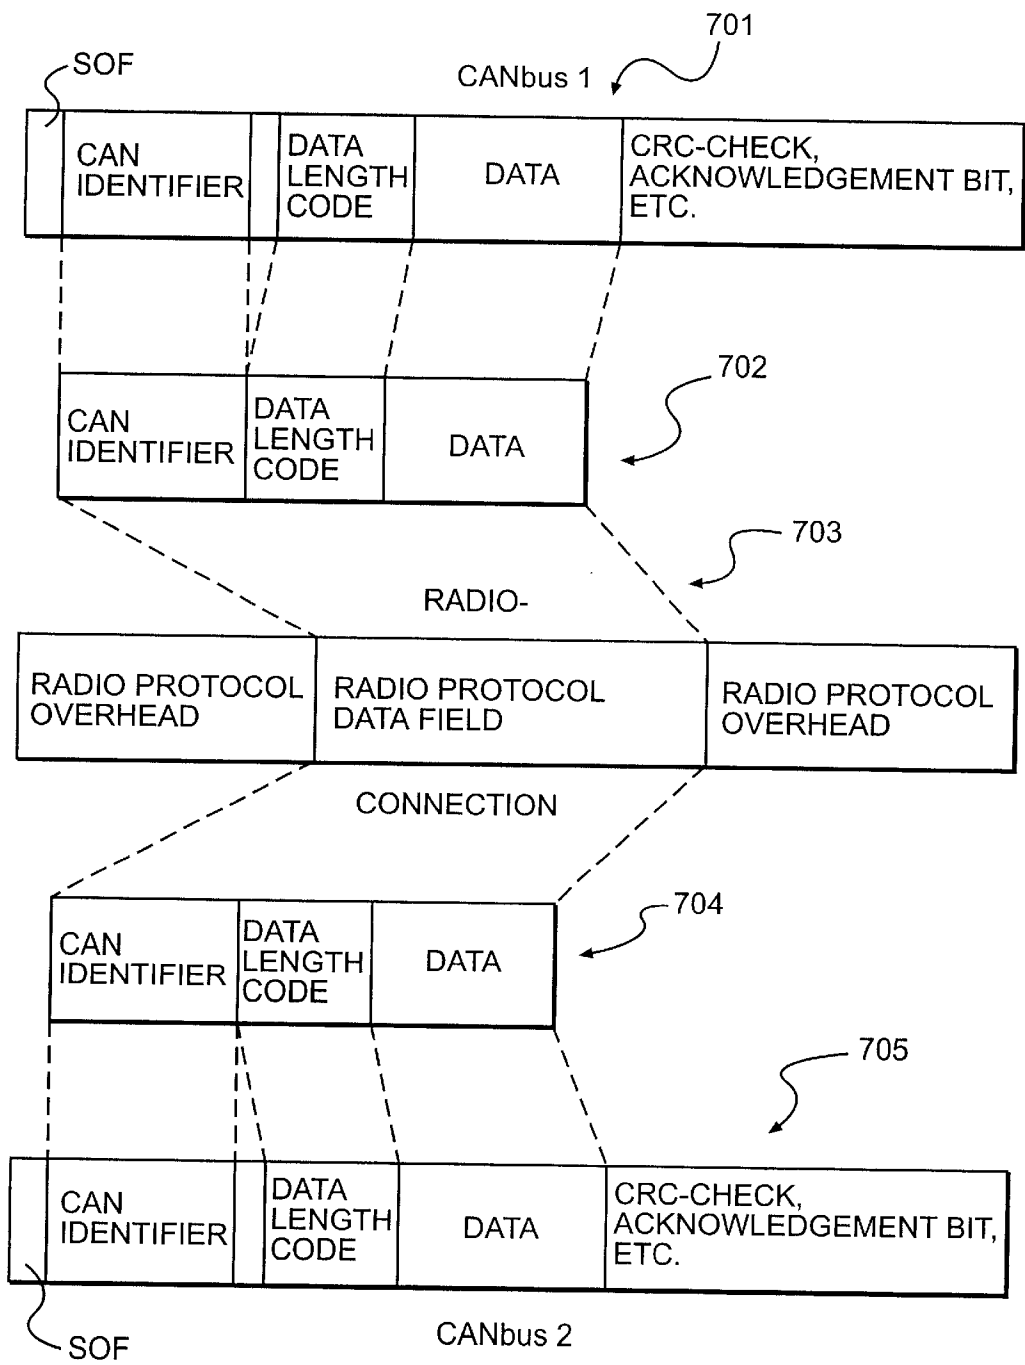 701
SOF
CANbus 1
CAN
IDENTIFIER
DATA
LENGTH
CODE
DATA
CRC-CHECK,
ACKNOWLEDGEMENT BIT,
ETC.
702
CAN
IDENTIFIER
DATA
LENGTH
CODE
DATA
703
RADIO-
RADIO PROTOCOL
OVERHEAD
RADIO PROTOCOL
DATA FIELD
RADIO PROTOCOL
OVERHEAD
CONNECTION
704
CAN
IDENTIFIER
DATA
LENGTH
CODE
DATA
705
CAN
IDENTIFIER
DATA
LENGTH
CODE
DATA
CRC-CHECK,
ACKNOWLEDGEMENT BIT,
ETC.
SOF
CANbus 2